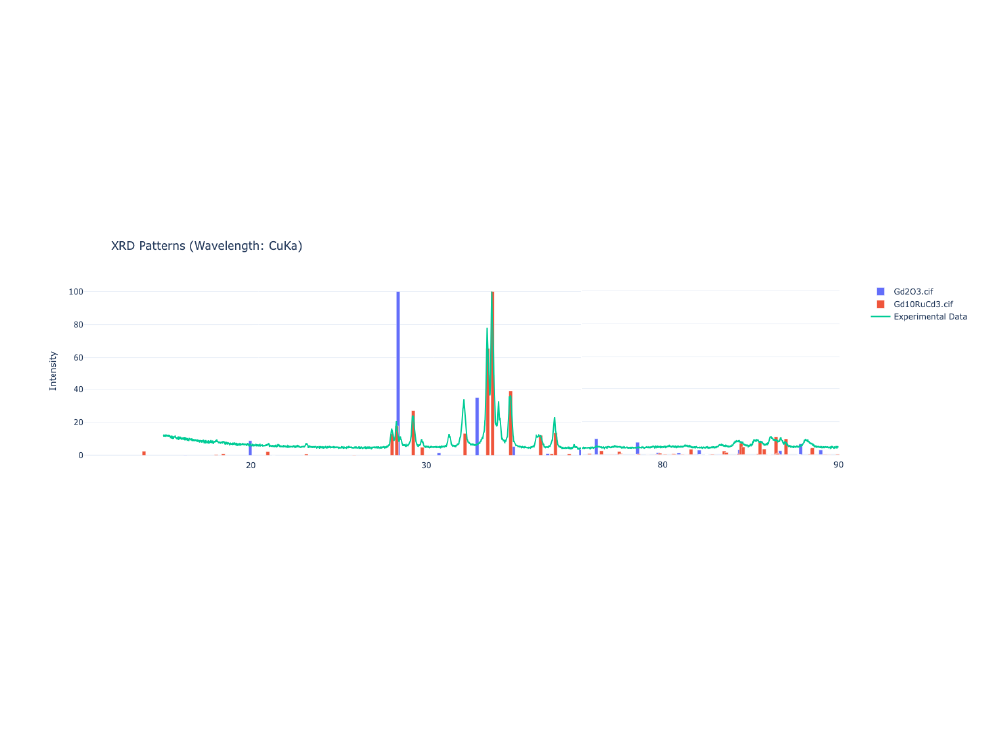 XRD Patterns (Wavelength: CuKa)
100
80
60
40
20
0
Intensity
20
30
80
90
Gd2O3.cif
Gd10RuCd3.cif
Experimental Data